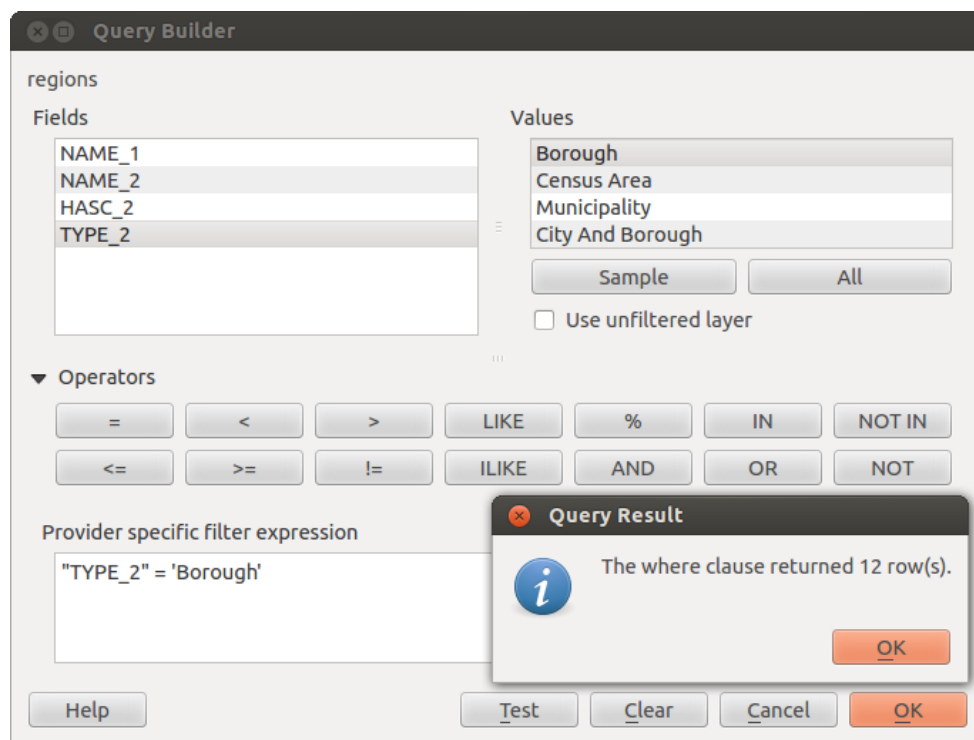 Query Builder
regions
Fields
Values
NAME_1
NAME_2
HASC_2
TYPE_2
Borough
Census Area
Municipality
City And Borough
Sample
All
Use unfiltered layer
Operators
= < > LIKE % IN NOT IN
<= >= != ILIKE AND OR NOT
Provider specific filter expression
"TYPE_2" = 'Borough'
Query Result
The where clause returned 12 row(s).
OK
Help Test Clear Cancel OK